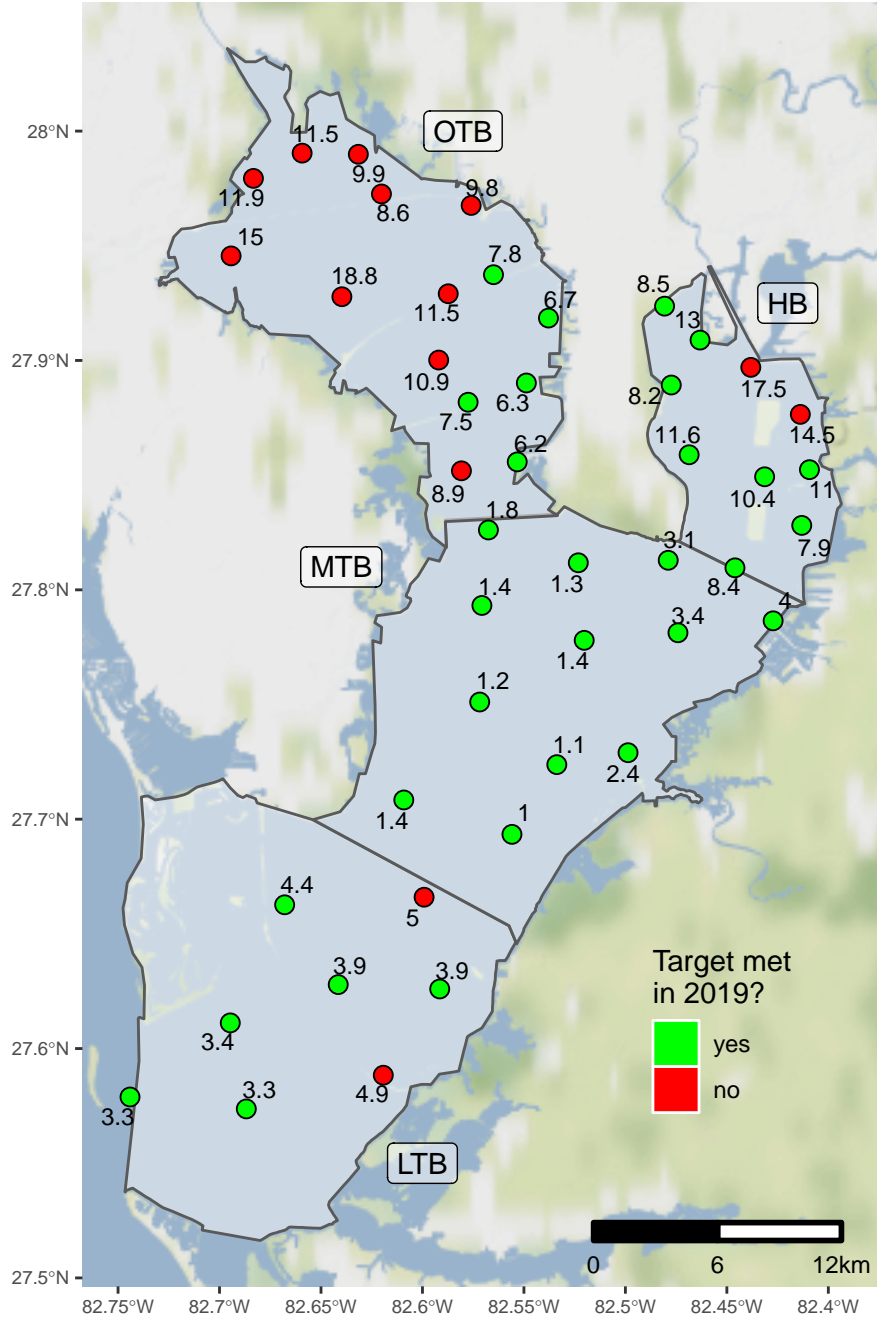 28°N
27.9°N
27.8°N
27.7°N
27.6°N
27.5°N
OTB
11.5
9.9
9.8
11.9
8.6
15
7.8
18.8
11.5
6.7
10.9
6.3
7.5
6.2
8.9
HB
8.5
13
17.5
8.2
14.5
11.6
11
10.4
7.9
8.4
MTB
1.8
1.3
3.1
1.4
3.4
4
1.4
1.2
1.1
2.4
1.4
1
4.4
5
3.9
3.9
3.4
4.9
3.3
3.3
LTB
Target met
in 2019?
yes
no
0 6 12km
82.75°W 82.7°W 82.65°W 82.6°W 82.55°W 82.5°W 82.45°W 82.4°W